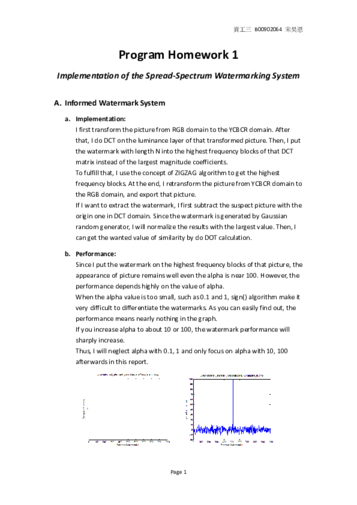 資工三 B00902064 宋昊恩
Program Homework 1
Implementation of the Spread-Spectrum Watermarking System
A. Informed Watermark System
a. Implementation:
I first transform the picture from RGB domain to the YCBCR domain. After
that, I do DCT on the luminance layer of that transformed picture. Then, I put
the watermark with length N into the highest frequency blocks of that DCT
matrix instead of the largest magnitude coefficients.
To fulfill that, I use the concept of ZIGZAG algorithm to get the highest
frequency blocks. At the end, I retransform the picture from YCBCR domain to
the RGB domain, and export that picture.
If I want to extract the watermark, I first subtract the suspect picture with the
origin one in DCT domain. Since the watermark is generated by Gaussian
random generator, I will normalize the results with the largest value. Then, I
can get the wanted value of similarity by do DOT calculation.
b. Performance:
Since I put the watermark on the highest frequency blocks of that picture, the
appearance of picture remains well even the alpha is near 100. However, the
performance depends highly on the value of alpha.
When the alpha value is too small, such as 0.1 and 1, sign() algorithm make it
very difficult to differentiate the watermarks. As you can easily find out, the
performance means nearly nothing in the graph.
If you increase alpha to about 10 or 100, the watermark performance will
sharply increase.
Thus, I will neglect alpha with 0.1, 1 and only focus on alpha with 10, 100
afterwards in this report.
Page 1